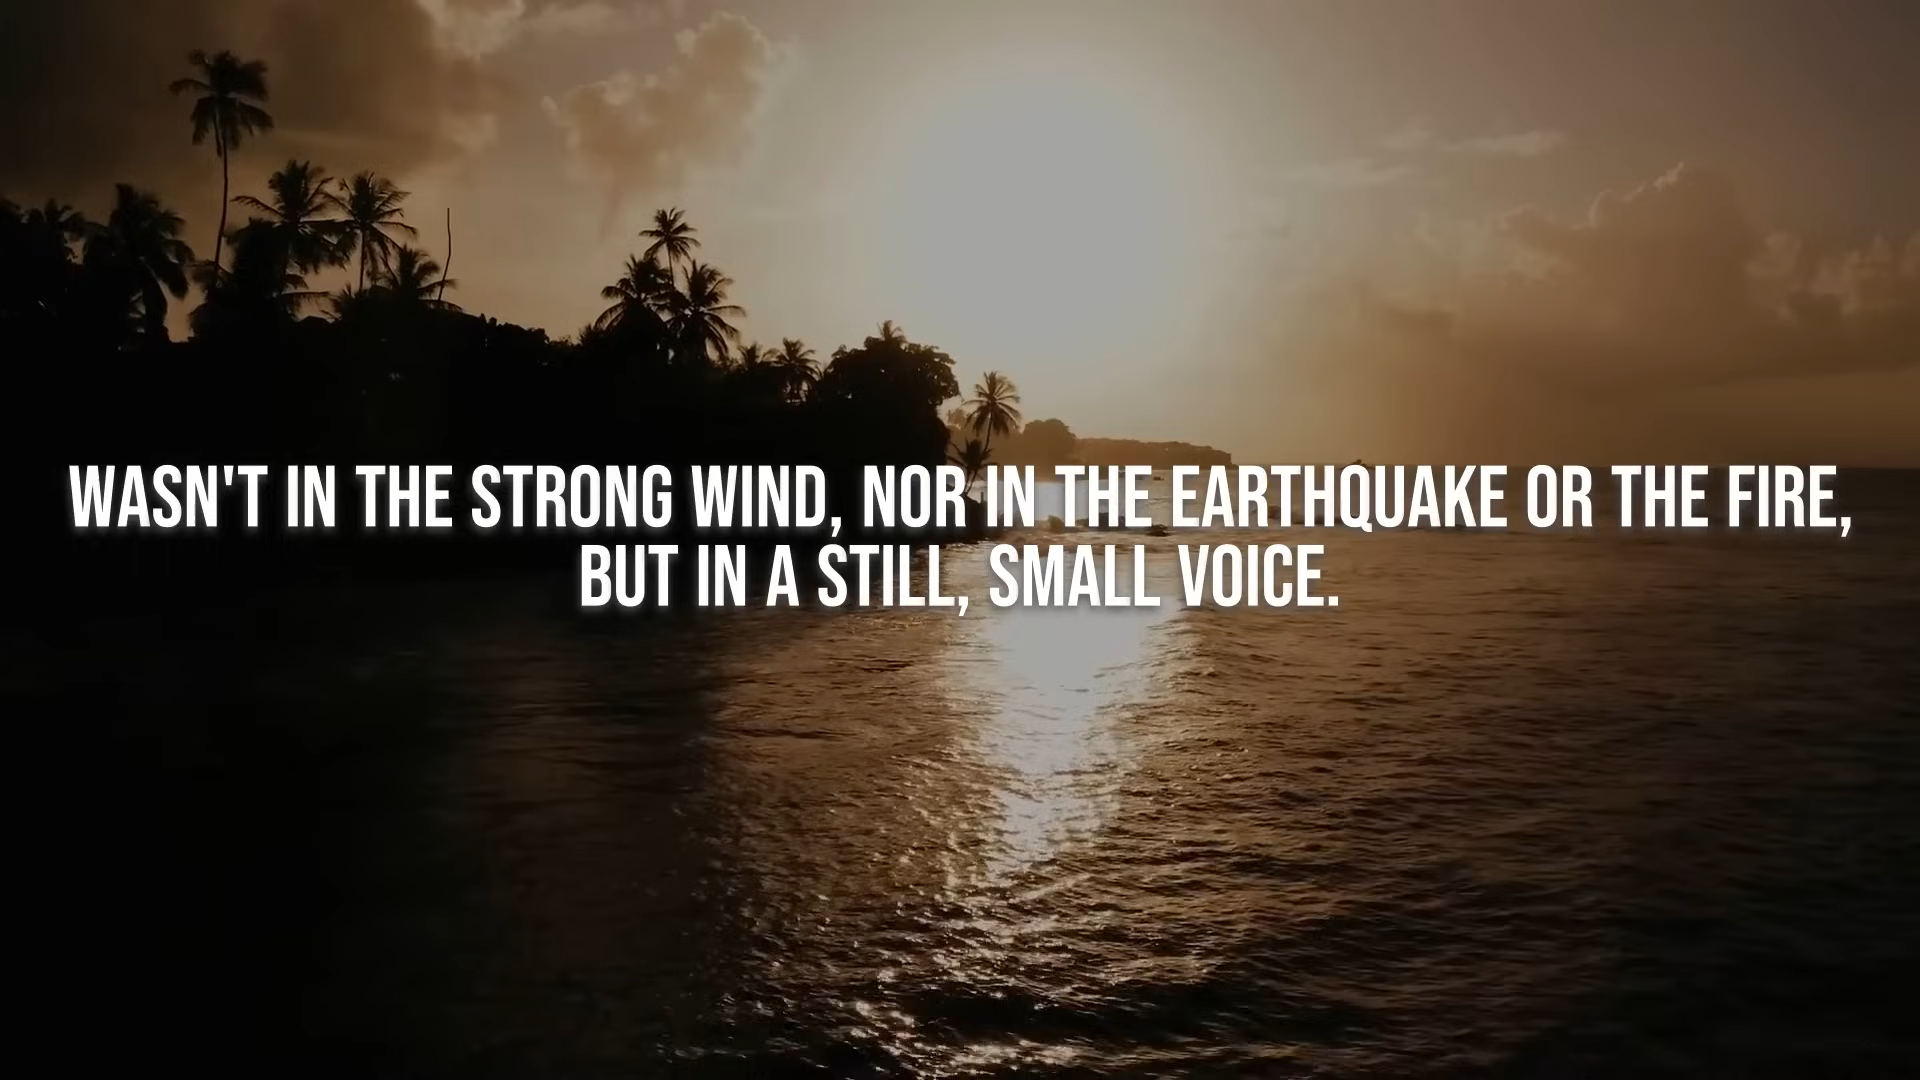 WASN'T IN THE STRONG WIND, NOR IN THE EARTHQUAKE OR THE FIRE,
BUT IN A STILL, SMALL VOICE.